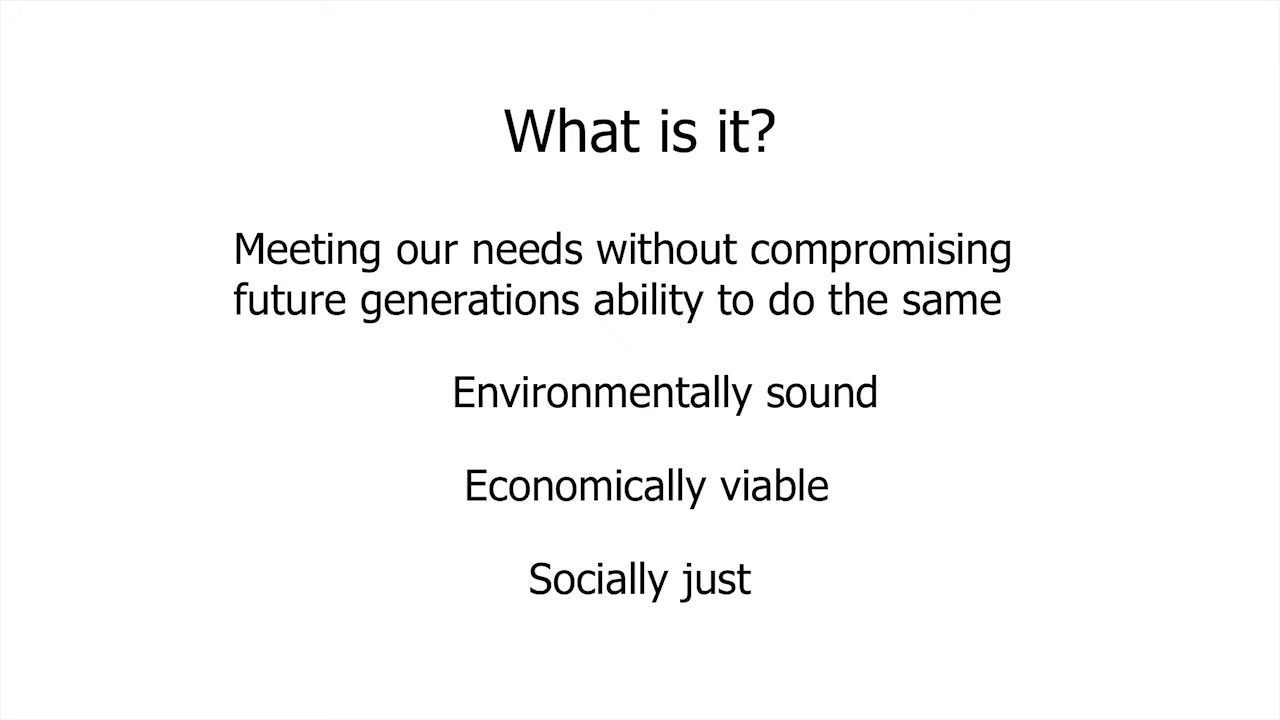 What is it?
Meeting our needs without compromising
future generations ability to do the same
Environmentally sound
Economically viable
Socially just